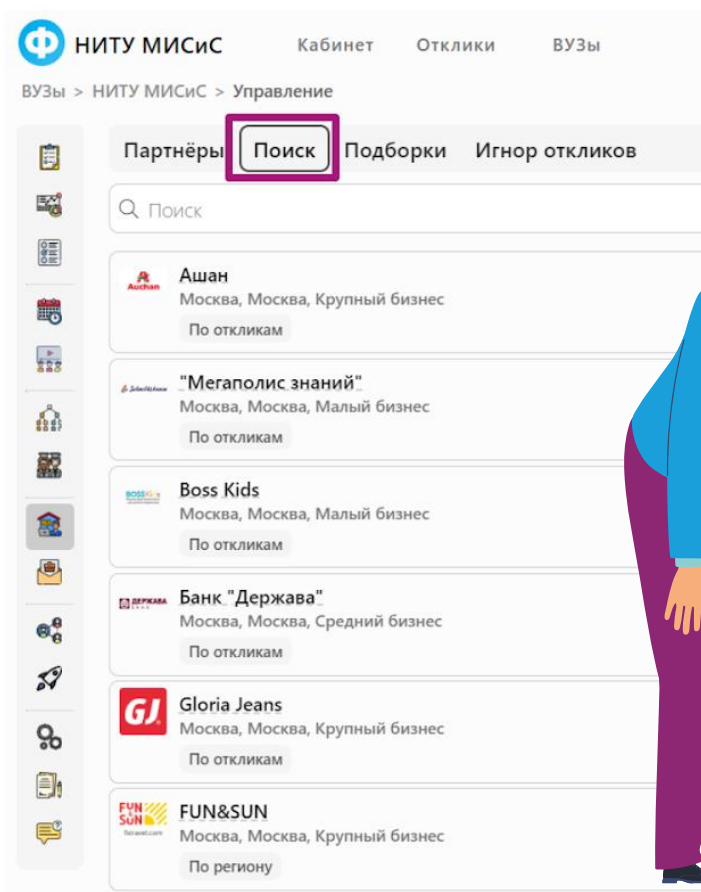 Ф НИТУ МИСиС Кабинет Отклики ВУЗы
ВУЗы > НИТУ МИСиС > Управление
Партнёры Поиск Подборки Игнор откликов
Поиск
Auchan
Ашан
Москва, Москва, Крупный бизнес
По откликам
"Мегаполис знаний"
Москва, Москва, Малый бизнес
По откликам
Boss Kids
Москва, Москва, Малый бизнес
По откликам
ДЕРЖАВА
Банк "Держава"
Москва, Москва, Средний бизнес
По откликам
GJ.
Gloria Jeans
Москва, Москва, Крупный бизнес
По откликам
FUN
SUN
FUN&SUN
Москва, Москва, Крупный бизнес
По региону